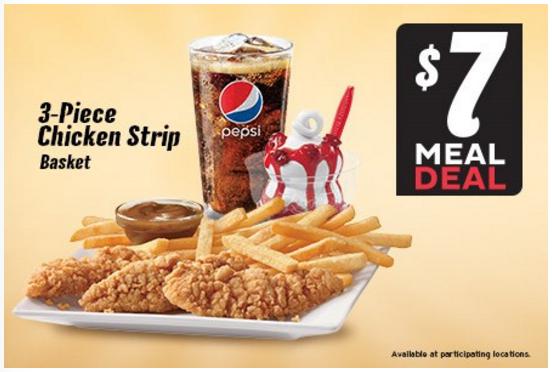 3-Piece
Chicken Strip
Basket
pepsi
$7
MEAL
DEAL
Available at participating locations.